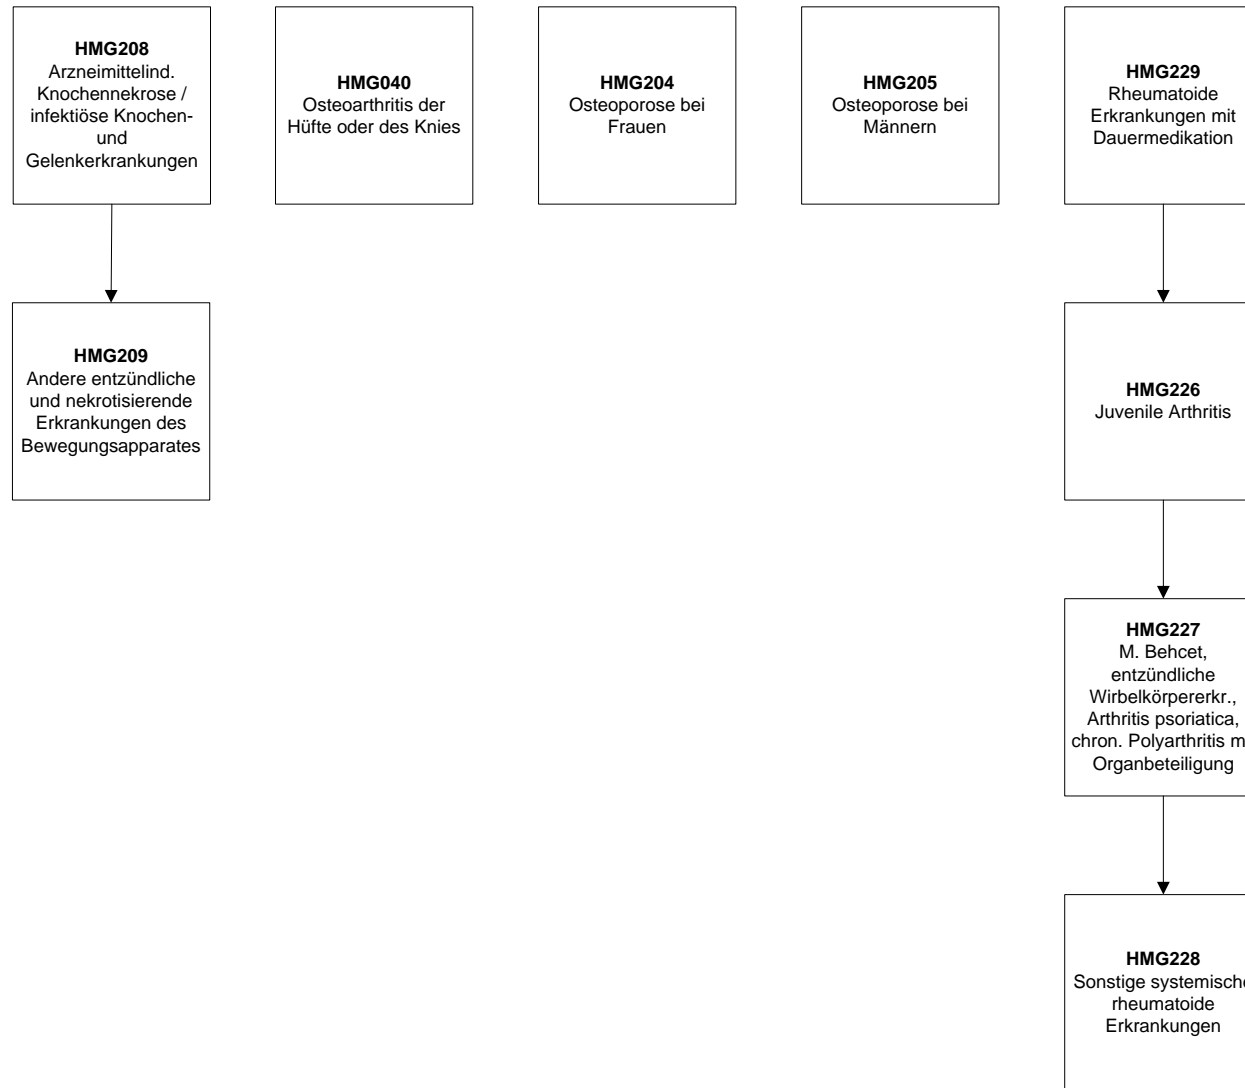 HMG208
Arzneimittelind.
Knochennekrose /
infektiöse Knochen-
und
Gelenkerkrankungen
HMG040
Osteoarthritis der
Hüfte oder des Knies
HMG204
Osteoporose bei
Frauen
HMG205
Osteoporose bei
Männern
HMG229
Rheumatoide
Erkrankungen mit
Dauermedikation
HMG209
Andere entzündliche
und nekrotisierende
Erkrankungen des
Bewegungsapparates
HMG226
Juvenile Arthritis
HMG227
M. Behcet,
entzündliche
Wirbelkörpererkr.,
Arthritis psoriatica,
chron. Polyarthritis
Organbeteiligung
HMG228
Sonstige
rheumatoide
Erkrankungen